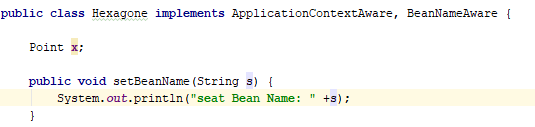 public class Hexagone implements ApplicationContextAware, BeanNameAware {
Point x;
public void setBeanName(String s) {
System.out.println("seat Bean Name: " +s);
}